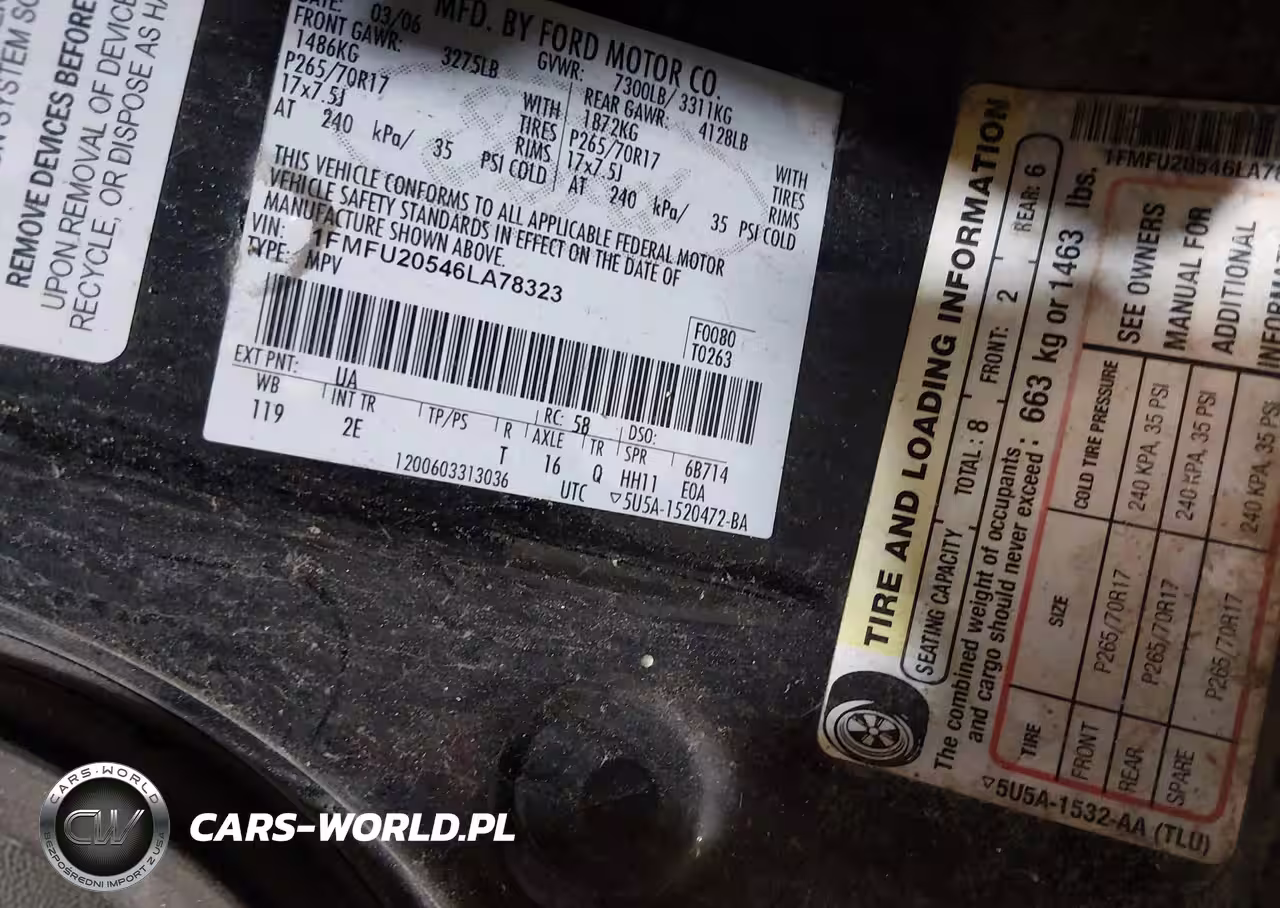 SYSTEM
REMOVE DEVICES BEFORE
UPON REMOVAL OF DEVICE
RECYCLE, OR DISPOSE AS
DATE: 03/06
MFD. BY FORD MOTOR CO.
FRONT GAWR: 3275LB
1486KG
P265/70R17
17x7.5J
WITH
TIRES
RIMS
AT 240 kPa/ 35 PSI COLD
GVWR: 7300LB/ 3311KG
REAR GAWR: 4128LB
1872KG
P265/70R17
17x7.5J
WITH
TIRES
RIMS
AT 240 kPa/ 35 PSI COLD
THIS VEHICLE CONFORMS TO ALL APPLICABLE FEDERAL MOTOR
VEHICLE SAFETY STANDARDS IN EFFECT ON THE DATE OF
MANUFACTURE SHOWN ABOVE.
VIN: 1FMFU20546LA78323
TYPE: MPV
F0080
T0263
EXT PNT: UA RC: 58 DSO:
WB INT TR TP/PS R AXLE TR SPR 6B714
119 2E T 16 Q HH11 E0A
1200603313036 UTC ▽5U5A-1520472-BA
TIRE AND LOADING INFORMATION
SEATING CAPACITY TOTAL: 8 FRONT: 2 REAR: 6
The combined weight of occupants
and cargo should never exceed: 663 kg or 1463 lbs.
1FMFU20546LA78
TIRE SIZE COLD TIRE PRESSURE
FRONT P265/70R17 240 KPA, 35 PSI
REAR P265/70R17 240 KPA, 35 PSI
SPARE P265/70R17 240 KPA, 35 PSI
SEE OWNERS
MANUAL FOR
ADDITIONAL
▽5U5A-1532-AA (TLU)
CARS-WORLD
CW
BEZPOŚREDNI IMPORT Z USA
CARS-WORLD.PL